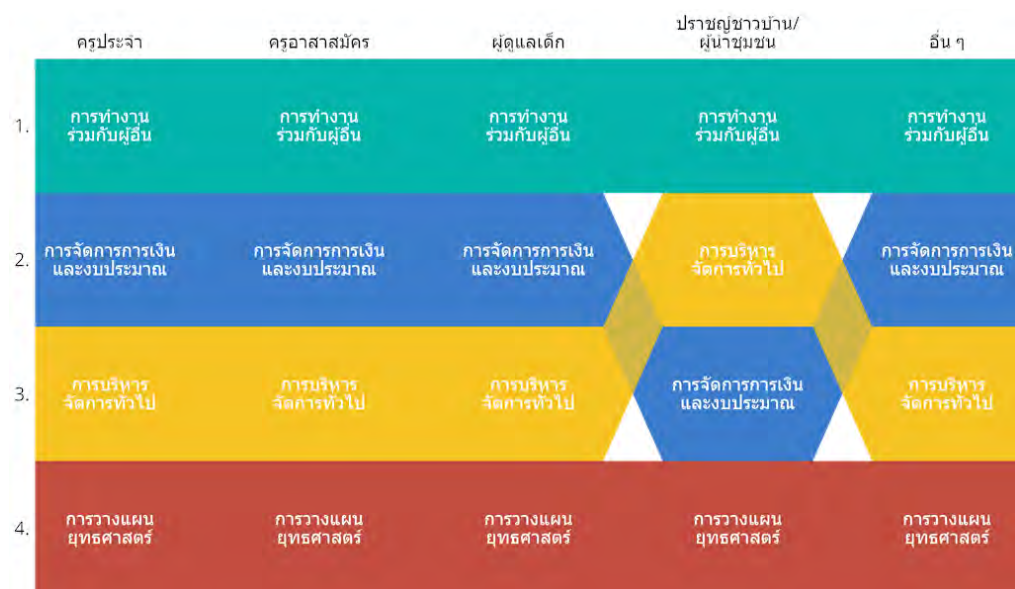 ครูประจำ ครูอาสาสมัคร ผู้ดูแลเด็ก ปราชญ์ชาวบ้าน/
ผู้นำชุมชน อื่น ๆ
1. การทำงาน การทำงาน การทำงาน การทำงาน การทำงาน
ร่วมกับผู้อื่น ร่วมกับผู้อื่น ร่วมกับผู้อื่น ร่วมกับผู้อื่น ร่วมกับผู้อื่น
2. การจัดการการเงิน การจัดการการเงิน การจัดการการเงิน การบริหาร การจัดการการเงิน
และงบประมาณ และงบประมาณ และงบประมาณ จัดการทั่วไป และงบประมาณ
3. การบริหาร การบริหาร การบริหาร การจัดการการเงิน การบริหาร
จัดการทั่วไป จัดการทั่วไป จัดการทั่วไป และงบประมาณ จัดการทั่วไป
4. การวางแผน การวางแผน การวางแผน การวางแผน การวางแผน
ยุทธศาสตร์ ยุทธศาสตร์ ยุทธศาสตร์ ยุทธศาสตร์ ยุทธศาสตร์